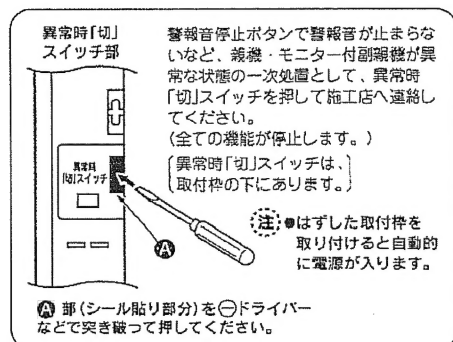 異常時「切」
スイッチ部
警報音停止ボタンで警報音が止まらな
いなど、親機・モニター付副親機が異
常な状態の一次処置として、異常時
「切」スイッチを押して施工店へ連絡し
てください。
(全ての機能が停止します。)
異常時「切」スイッチは、
取付枠の下にあります。
異常時
「切」スイッチ
A
注 ●はずした取付枠を
取り付けると自動的
に電源が入ります。
A 部(シール貼り部分)を⊖ドライバー
などで突き破って押してください。